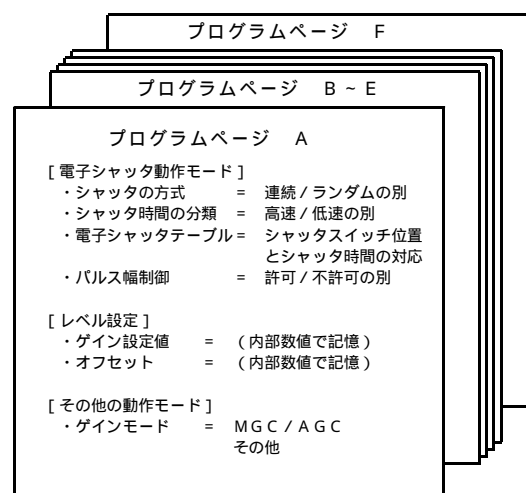 プログラムページ　F
プログラムページ　B ~ E
プログラムページ　A
[ 電子シャッタ動作モード ]
・シャッタの方式 = 連続 / ランダムの別
・シャッタ時間の分類 = 高速 / 低速の別
・電子シャッタテーブル = シャッタスイッチ位置
とシャッタ時間の対応
・パルス幅制御 = 許可 / 不許可の別
[ レベル設定 ]
・ゲイン設定値 = ( 内部数値で記憶 )
・オフセット = ( 内部数値で記憶 )
[ その他の動作モード ]
・ゲインモード = ＭＧＣ / ＡＧＣ
その他